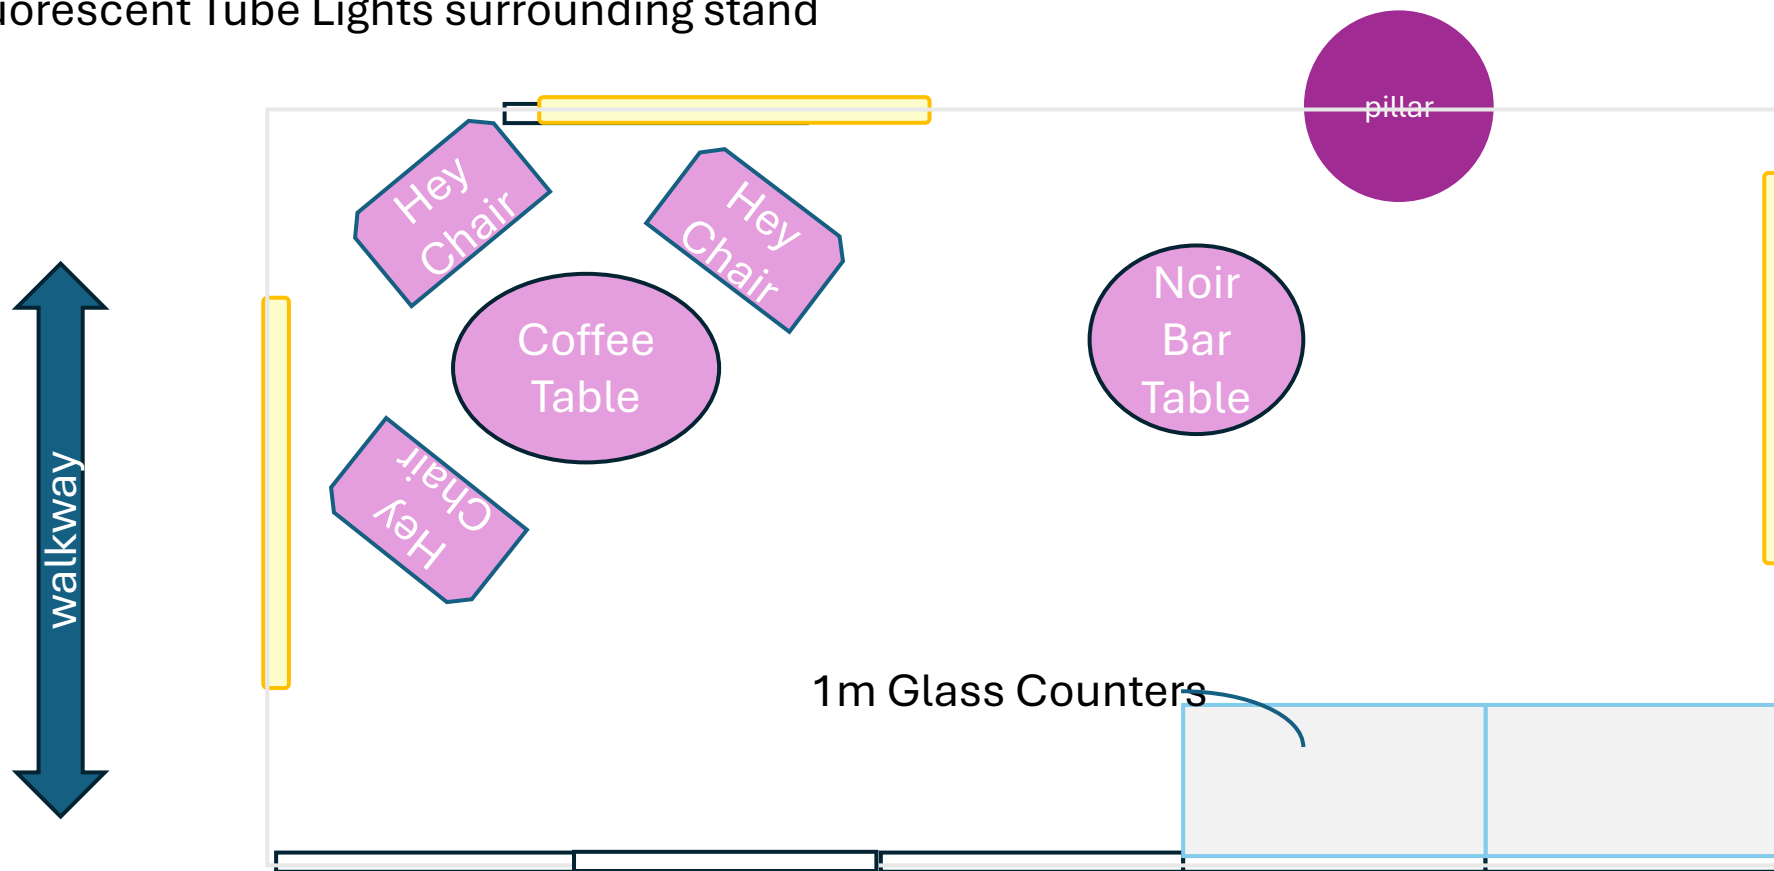 uorescent Tube Lights surrounding stand
pillar
Hey
Chair
Hey
Chair
Noir
Bar
Table
Coffee
Table
Hey
Chair
walkway
1m Glass Counters